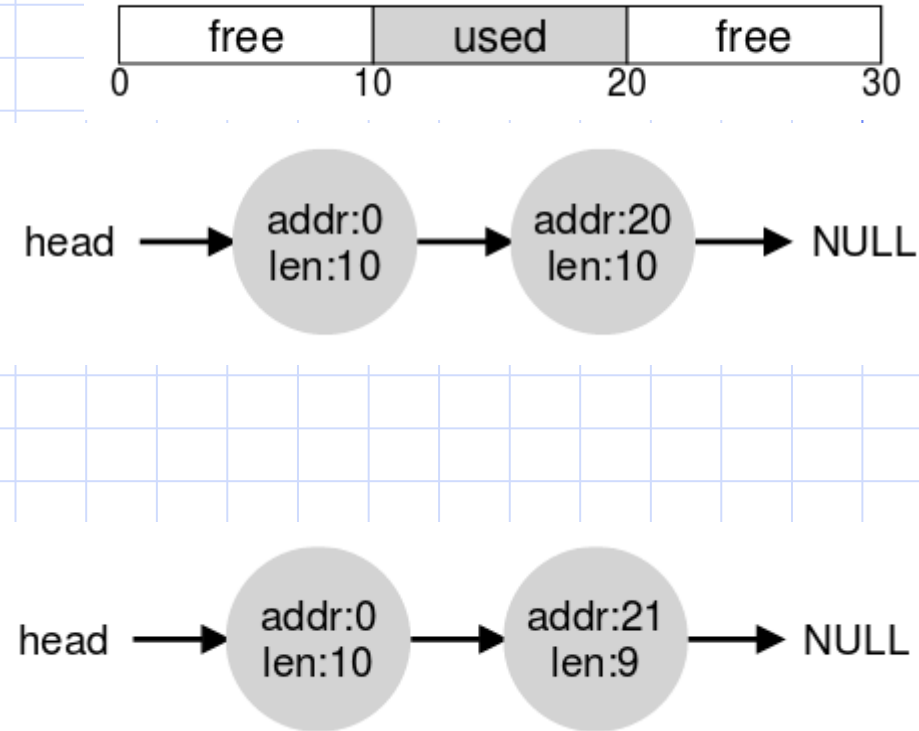 free used free
0 10 20 30
head addr:0 len:10 addr:20 len:10 NULL
head addr:0 len:10 addr:21 len:9 NULL